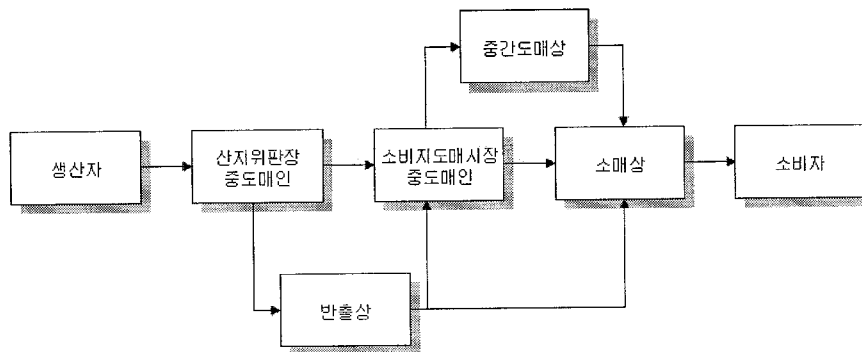 중간도매상
생산자
산지위판장
중도매인
소비지도매시장
중도매인
소매상
소비자
반출상